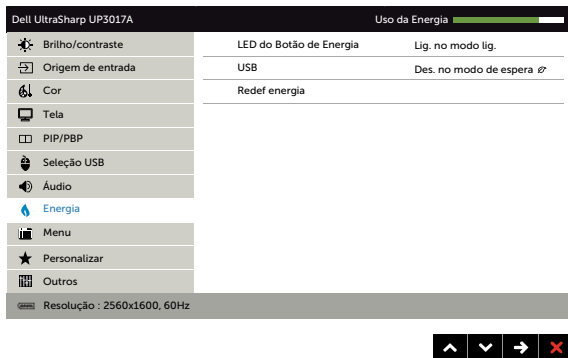 Dell UltraSharp UP3017A Uso da Energia
Brilho/contraste LED do Botão de Energia Lig. no modo lig.
Origem de entrada USB Des. no modo de espera
Cor Redef energia
Tela
PIP/PBP
Seleção USB
Áudio
Energia
Menu
Personalizar
Outros
Resolução : 2560x1600, 60Hz